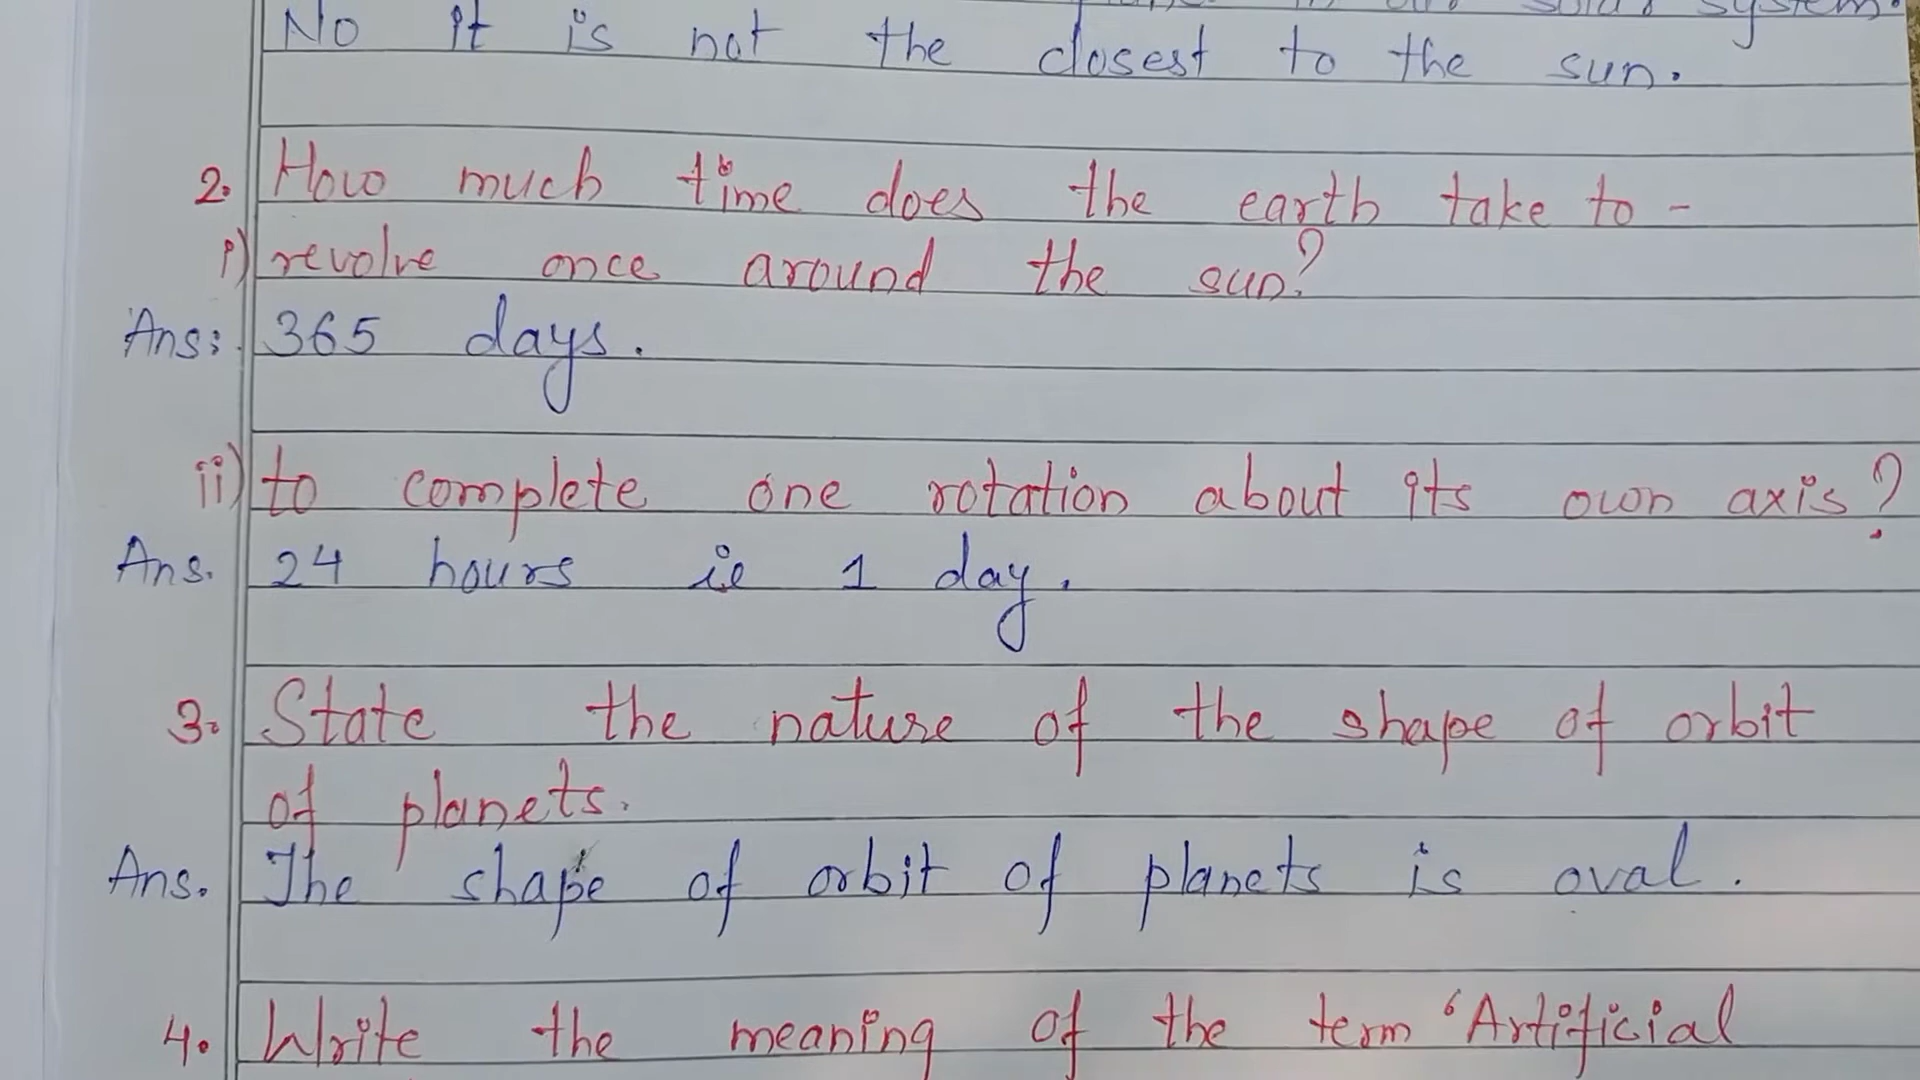 solar system.
No it is not the closest to the sun.
2. How much time does the earth take to -
i) revolve once around the sun?
Ans: 365 days.
ii) to complete one rotation about its own axis?
Ans. 24 hours ie 1 day.
3. State the nature of the shape of orbit
of planets.
Ans. The shape of orbit of planets is oval.
4. Write the meaning of the term 'Artificial